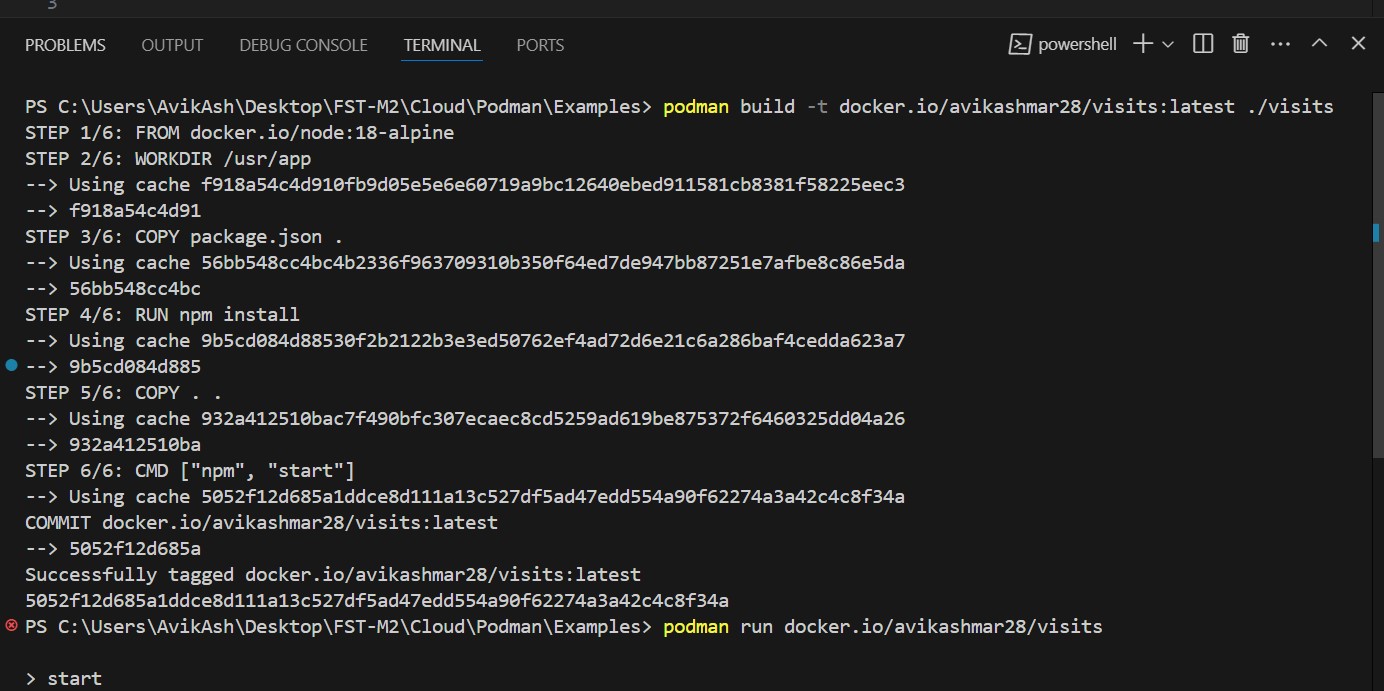 3
PROBLEMS OUTPUT DEBUG CONSOLE TERMINAL PORTS powershell
PS C:\Users\AvikAsh\Desktop\FST-M2\Cloud\Podman\Examples> podman build -t docker.io/avikashmar28/visits:latest ./visits
STEP 1/6: FROM docker.io/node:18-alpine
STEP 2/6: WORKDIR /usr/app
--> Using cache f918a54c4d910fb9d05e5e6e60719a9bc12640ebed911581cb8381f58225eec3
--> f918a54c4d91
STEP 3/6: COPY package.json .
--> Using cache 56bb548cc4bc4b2336f963709310b350f64ed7de947bb87251e7afbe8c86e5da
--> 56bb548cc4bc
STEP 4/6: RUN npm install
--> Using cache 9b5cd084d88530f2b2122b3e3ed50762ef4ad72d6e21c6a286baf4cedda623a7
--> 9b5cd084d885
STEP 5/6: COPY . .
--> Using cache 932a412510bac7f490bfc307ecaec8cd5259ad619be875372f6460325dd04a26
--> 932a412510ba
STEP 6/6: CMD ["npm", "start"]
--> Using cache 5052f12d685a1ddce8d111a13c527df5ad47edd554a90f62274a3a42c4c8f34a
COMMIT docker.io/avikashmar28/visits:latest
--> 5052f12d685a
Successfully tagged docker.io/avikashmar28/visits:latest
5052f12d685a1ddce8d111a13c527df5ad47edd554a90f62274a3a42c4c8f34a
PS C:\Users\AvikAsh\Desktop\FST-M2\Cloud\Podman\Examples> podman run docker.io/avikashmar28/visits
> start